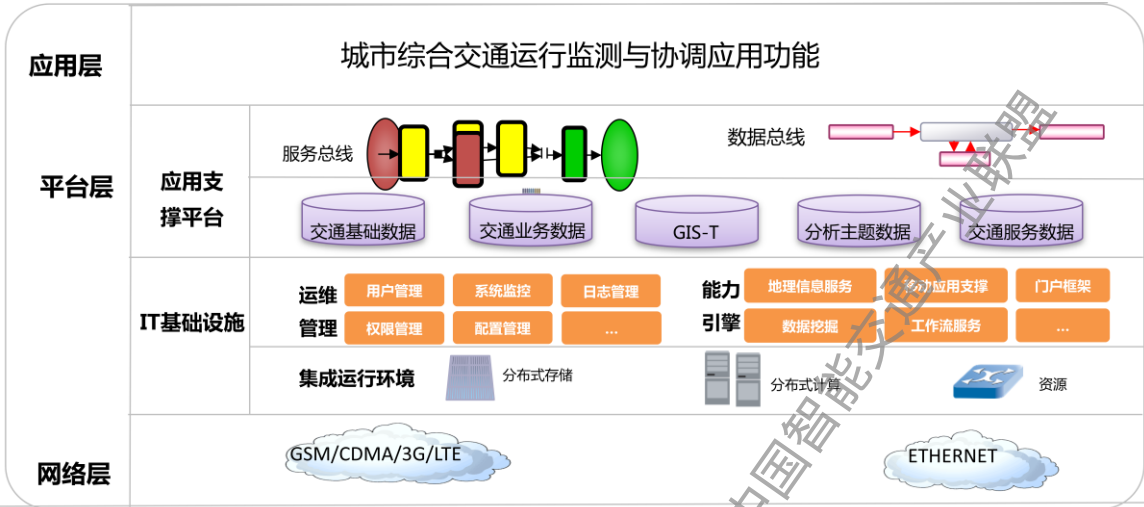 应用层
城市综合交通运行监测与协调应用功能
平台层
应用支
撑平台
服务总线
数据总线
交通基础数据
交通业务数据
GIS-T
分析主题数据
交通服务数据
IT基础设施
运维
管理
用户管理
系统监控
日志管理
权限管理
配置管理
...
能力
引擎
地理信息服务
应用支撑
门户框架
数据挖掘
工作流服务
...
集成运行环境
分布式存储
分布式计算
资源
网络层
GSM/CDMA/3G/LTE
ETHERNET
中国智能交通产业联盟